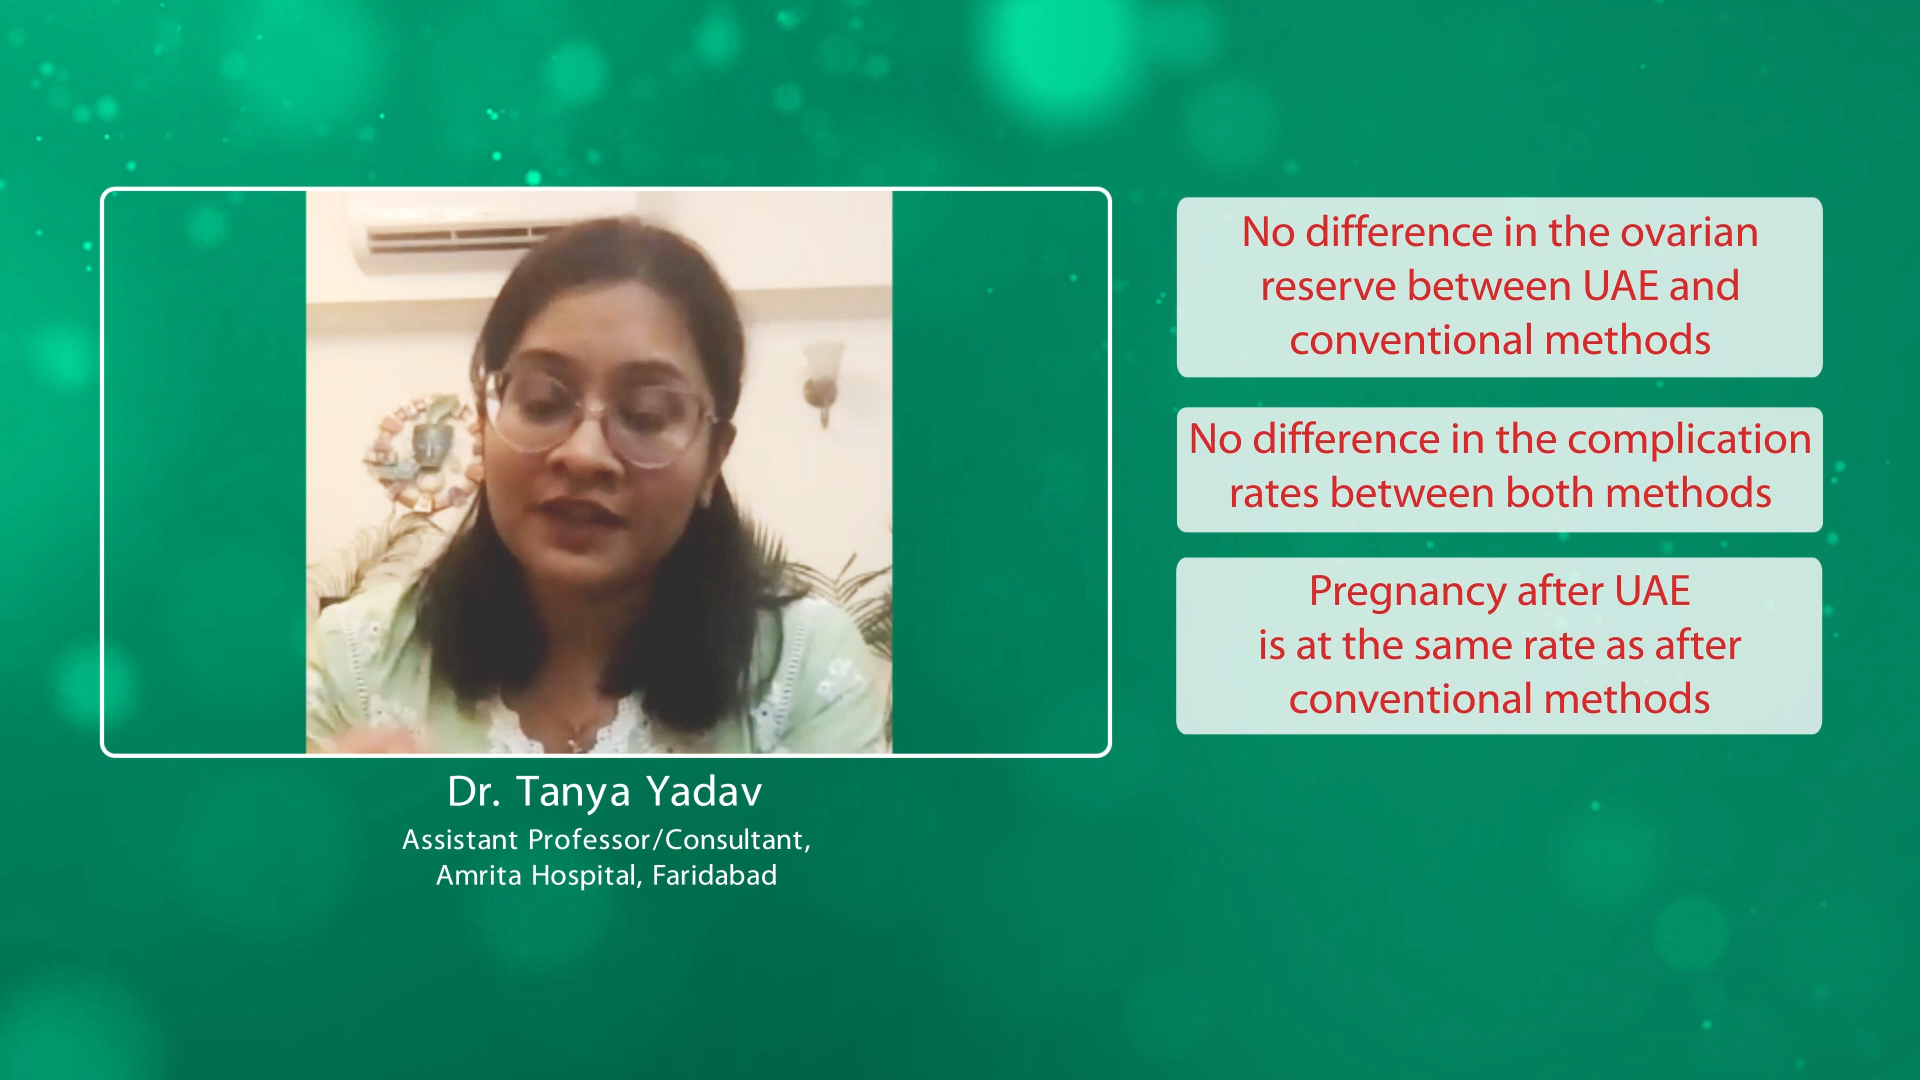 No difference in the ovarian
reserve between UAE and
conventional methods
No difference in the complication
rates between both methods
Pregnancy after UAE
is at the same rate as after
conventional methods
Dr. Tanya Yadav
Assistant Professor/Consultant,
Amrita Hospital, Faridabad